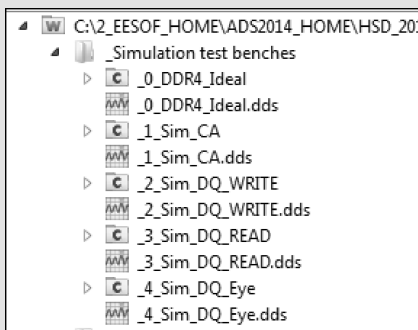 W C:\2_EESOF_HOME\ADS2014_HOME\HSD_201
_Simulation test benches
C _0_DDR4_Ideal
_0_DDR4_Ideal.dds
C _1_Sim_CA
_1_Sim_CA.dds
C _2_Sim_DQ_WRITE
_2_Sim_DQ_WRITE.dds
C _3_Sim_DQ_READ
_3_Sim_DQ_READ.dds
C _4_Sim_DQ_Eye
_4_Sim_DQ_Eye.dds